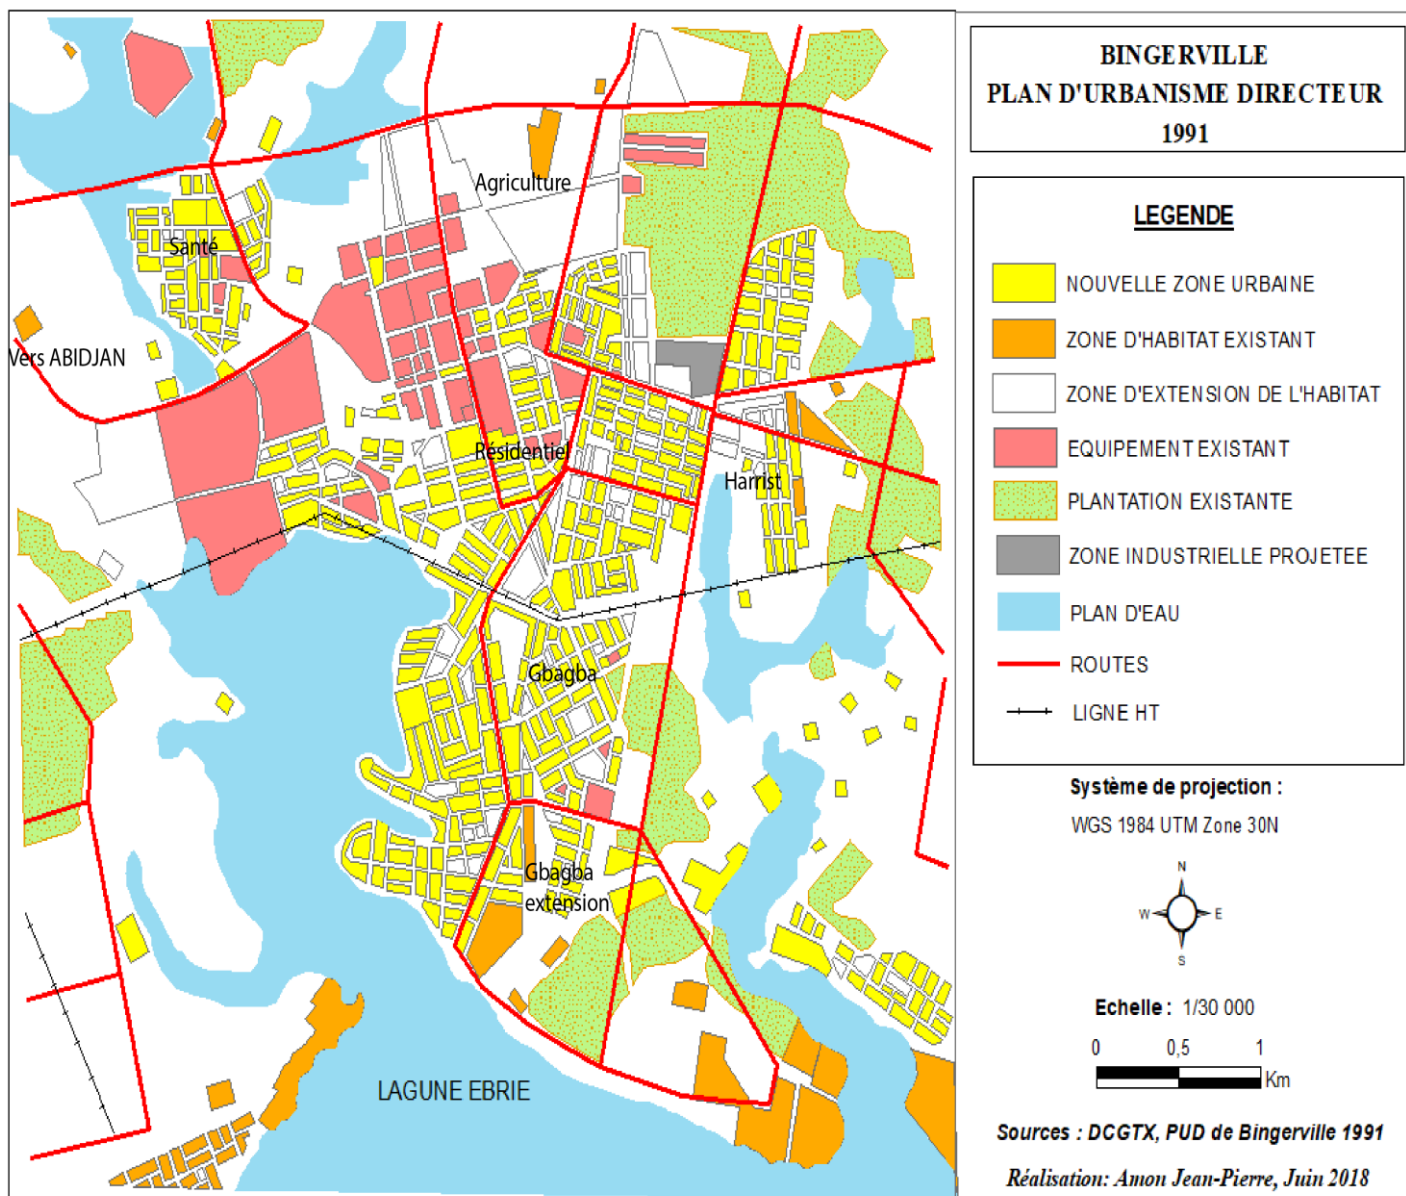 BINGERVILLE
PLAN D'URBANISME DIRECTEUR
1991
LEGENDE
NOUVELLE ZONE URBAINE
ZONE D'HABITAT EXISTANT
ZONE D'EXTENSION DE L'HABITAT
EQUIPEMENT EXISTANT
PLANTATION EXISTANTE
ZONE INDUSTRIELLE PROJETEE
PLAN D'EAU
ROUTES
LIGNE HT
Système de projection :
WGS 1984 UTM Zone 30N
N
W E
S
Echelle : 1/30 000
0 0,5 1
Km
Sources : DCGTX, PUD de Bingerville 1991
Réalisation: Amon Jean-Pierre, Juin 2018
Agriculture
Santé
Vers ABIDJAN
Résidentiel
Harrist
Gbagba
Gbagba
extension
LAGUNE EBRIE